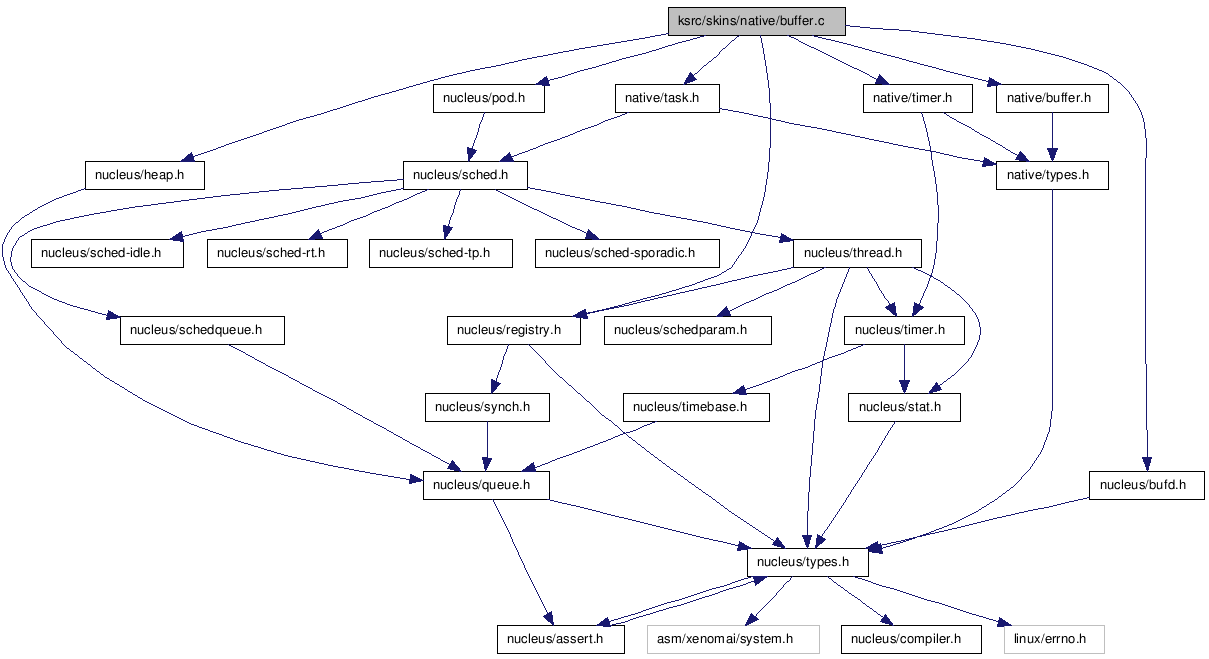 ksrc/skins/native/buffer.c
nucleus/pod.h
native/task.h
native/timer.h
native/buffer.h
nucleus/heap.h
nucleus/sched.h
native/types.h
nucleus/sched-idle.h
nucleus/sched-rt.h
nucleus/sched-tp.h
nucleus/sched-sporadic.h
nucleus/thread.h
nucleus/schedqueue.h
nucleus/registry.h
nucleus/schedparam.h
nucleus/timer.h
nucleus/synch.h
nucleus/timebase.h
nucleus/stat.h
nucleus/queue.h
nucleus/bufd.h
nucleus/types.h
nucleus/assert.h
asm/xenomai/system.h
nucleus/compiler.h
linux/errno.h